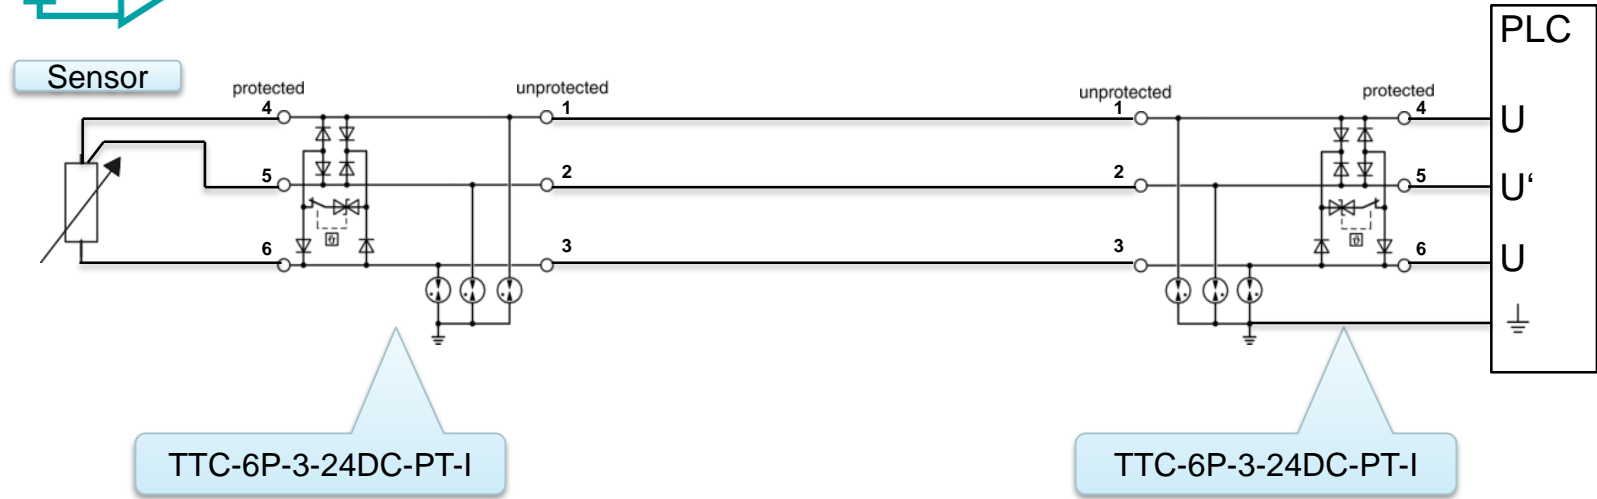 PLC
Sensor
protected
unprotected
unprotected
protected
4
1
1
4
U
5
2
2
5
U‘
6
3
3
6
U
TTC-6P-3-24DC-PT-I
TTC-6P-3-24DC-PT-I